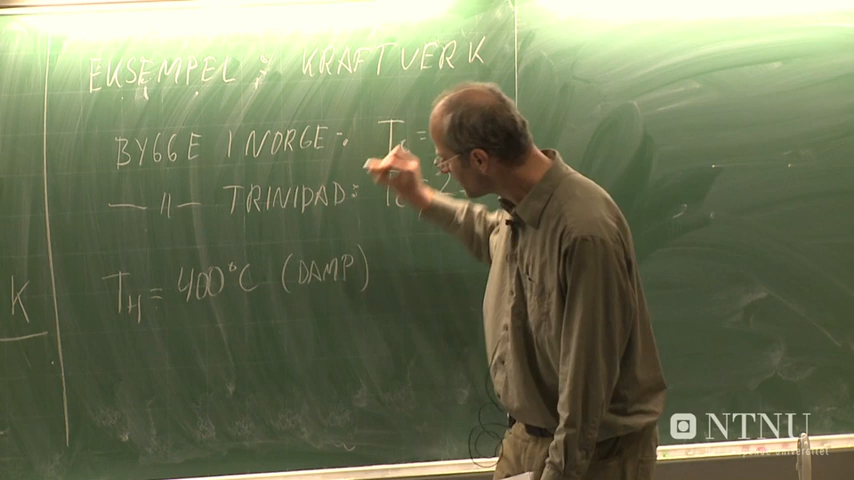 EKSEMPEL: KRAFTVERK
BYGGE I NORGE: T =
— 〃 — TRINIDAD:
T_H = 400°C (DAMP)
K
NTNU